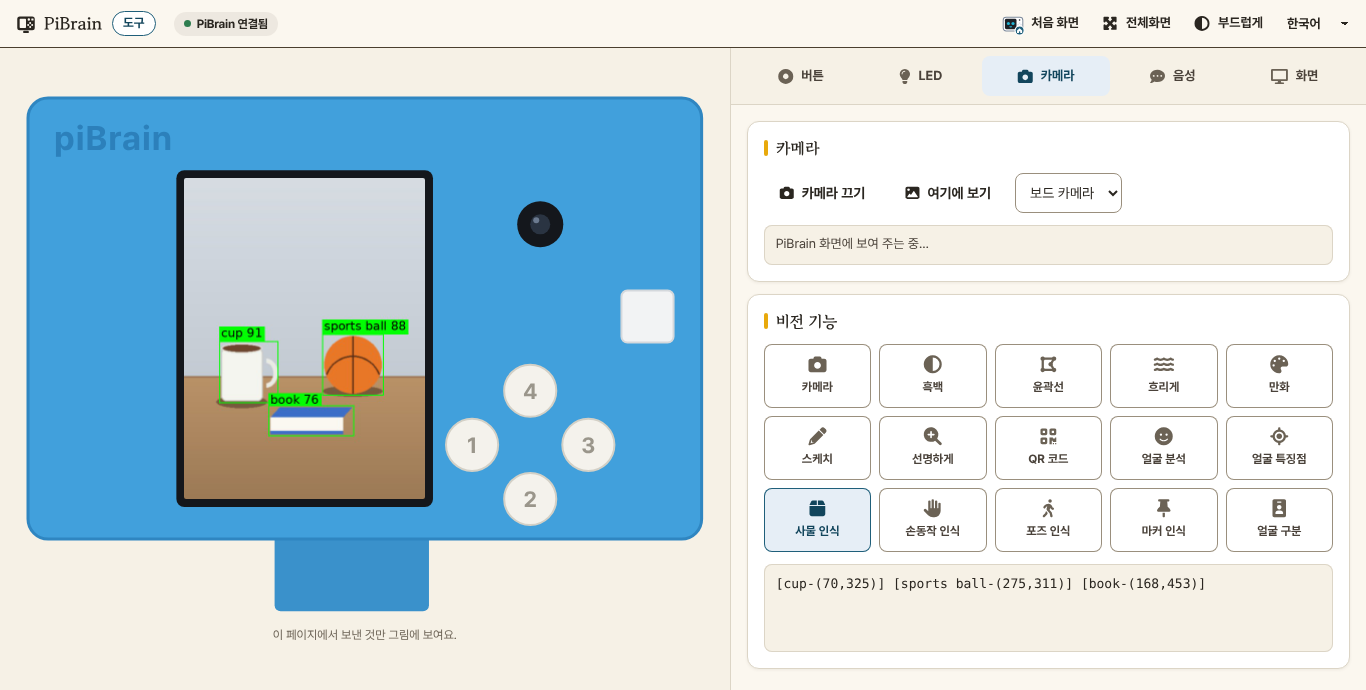 PiBrain
도구
PiBrain 연결됨
처음 화면
전체화면
부드럽게
한국어
piBrain
cup 91
sports ball 88
book 76
4
1
3
2
이 페이지에서 보낸 것만 그림에 보여요.
버튼
LED
카메라
음성
화면
카메라
카메라 끄기
여기에 보기
보드 카메라
PiBrain 화면에 보여 주는 중...
비전 기능
카메라
흑백
윤곽선
흐리게
만화
스케치
선명하게
QR 코드
얼굴 분석
얼굴 특징점
사물 인식
손동작 인식
포즈 인식
마커 인식
얼굴 구분
[cup-(70,325)] [sports ball-(275,311)] [book-(168,453)]